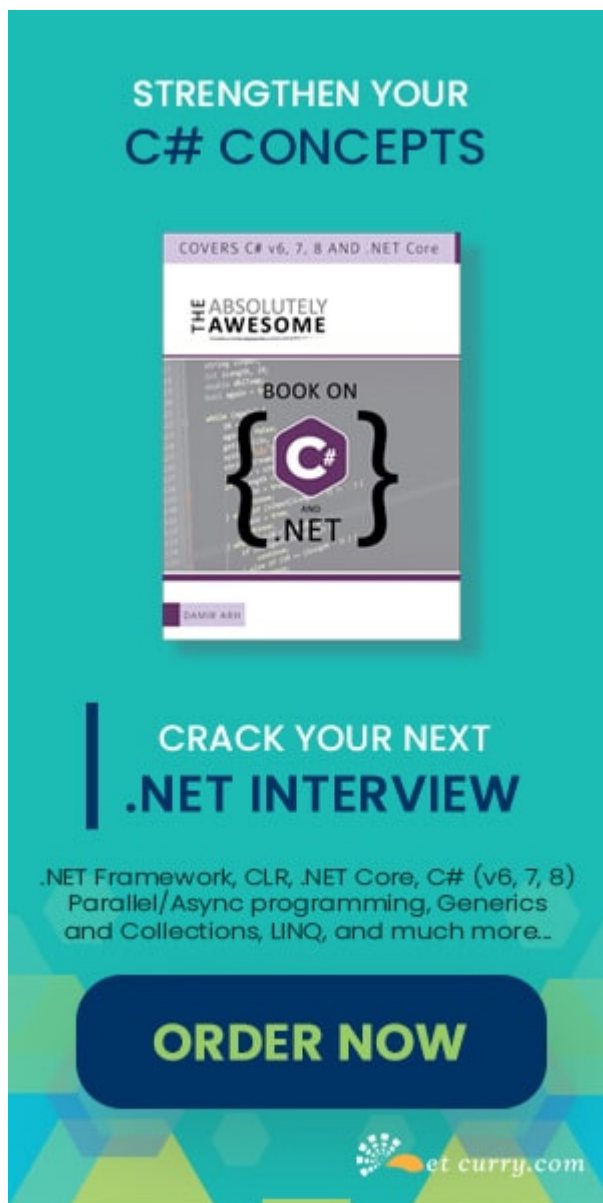 STRENGTHEN YOUR
C# CONCEPTS
COVERS C# v6, 7, 8 AND .NET Core
THE ABSOLUTELY
AWESOME
BOOK ON
C#
AND
.NET
DAMIR ARH
CRACK YOUR NEXT
.NET INTERVIEW
.NET Framework, CLR, .NET Core, C# (v6, 7, 8)
Parallel/Async programming, Generics
and Collections, LINQ, and much more...
ORDER NOW
et curry.com